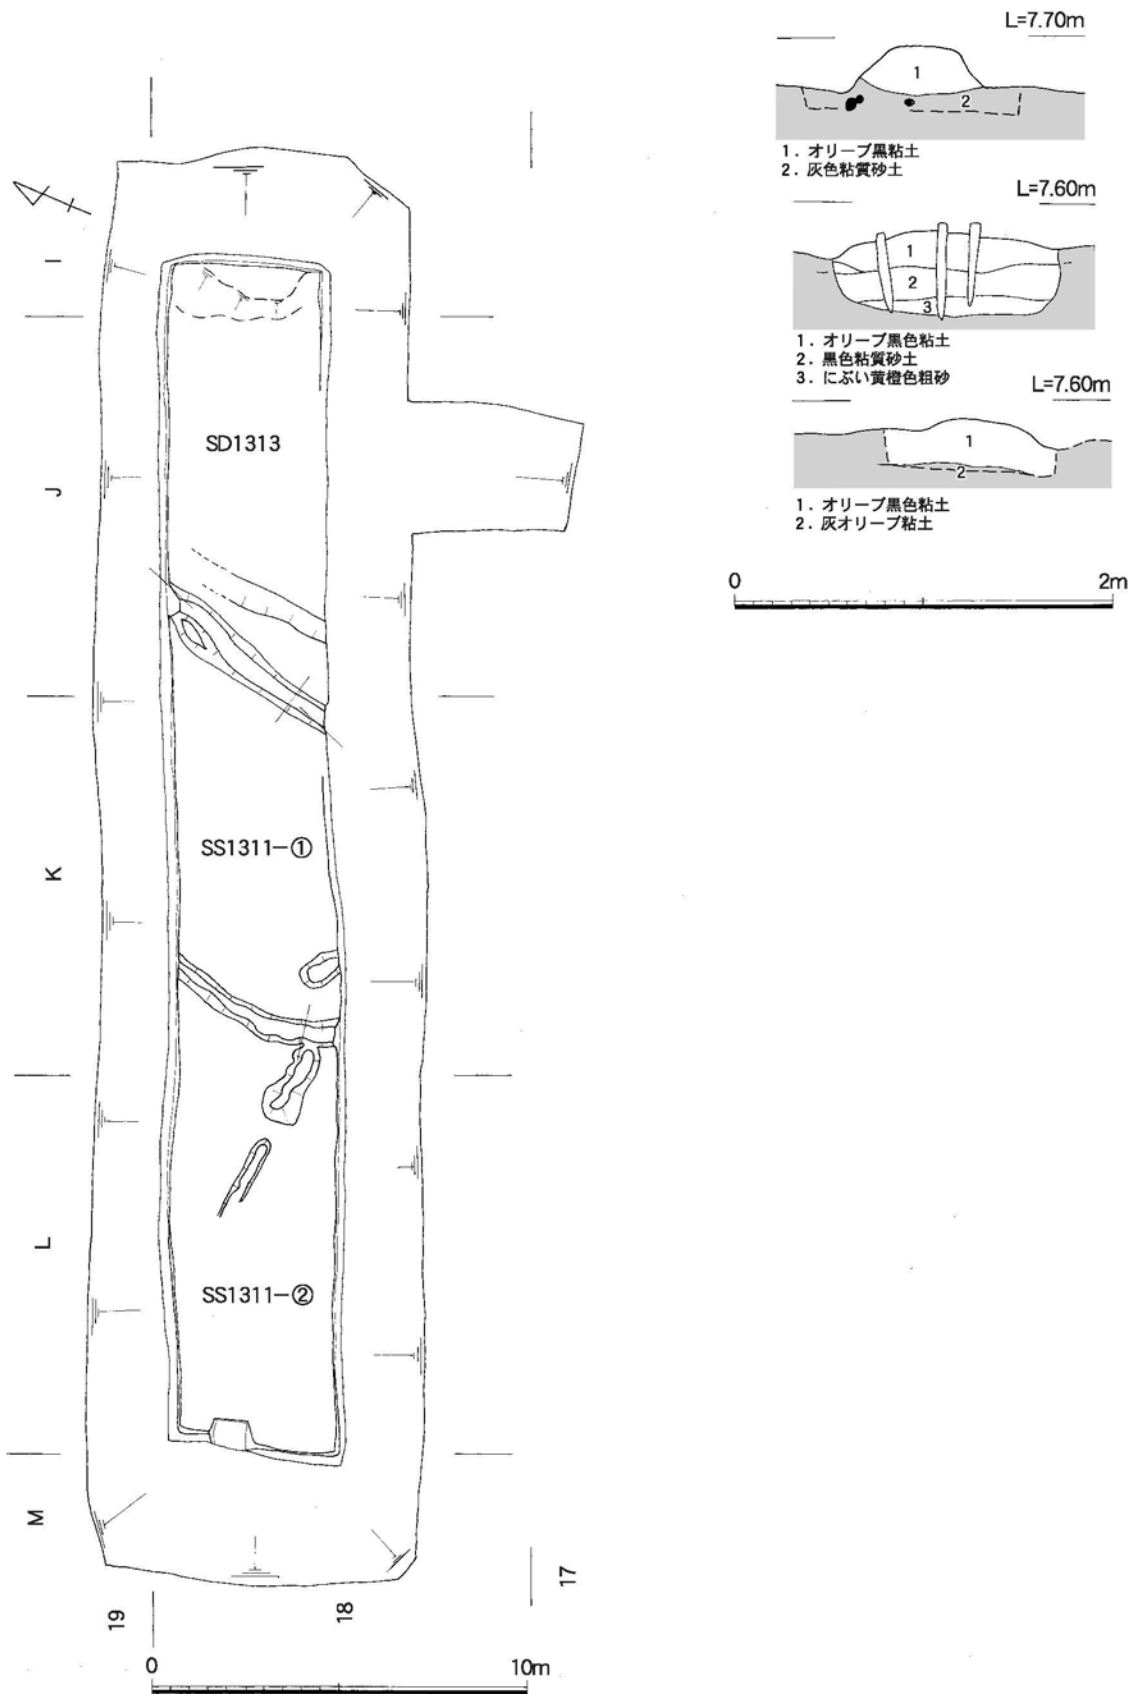 I
J
K
L
M
SD1313
SS1311-①
SS1311-②
19
18
17
0 10m
L=7.70m
1
2
1. オリーブ黒粘土
2. 灰色粘質砂土
L=7.60m
1
2
3
1. オリーブ黒色粘土
2. 黒色粘質砂土
3. にぶい黄橙色粗砂
L=7.60m
1
2
1. オリーブ黒色粘土
2. 灰オリーブ粘土
0 2m